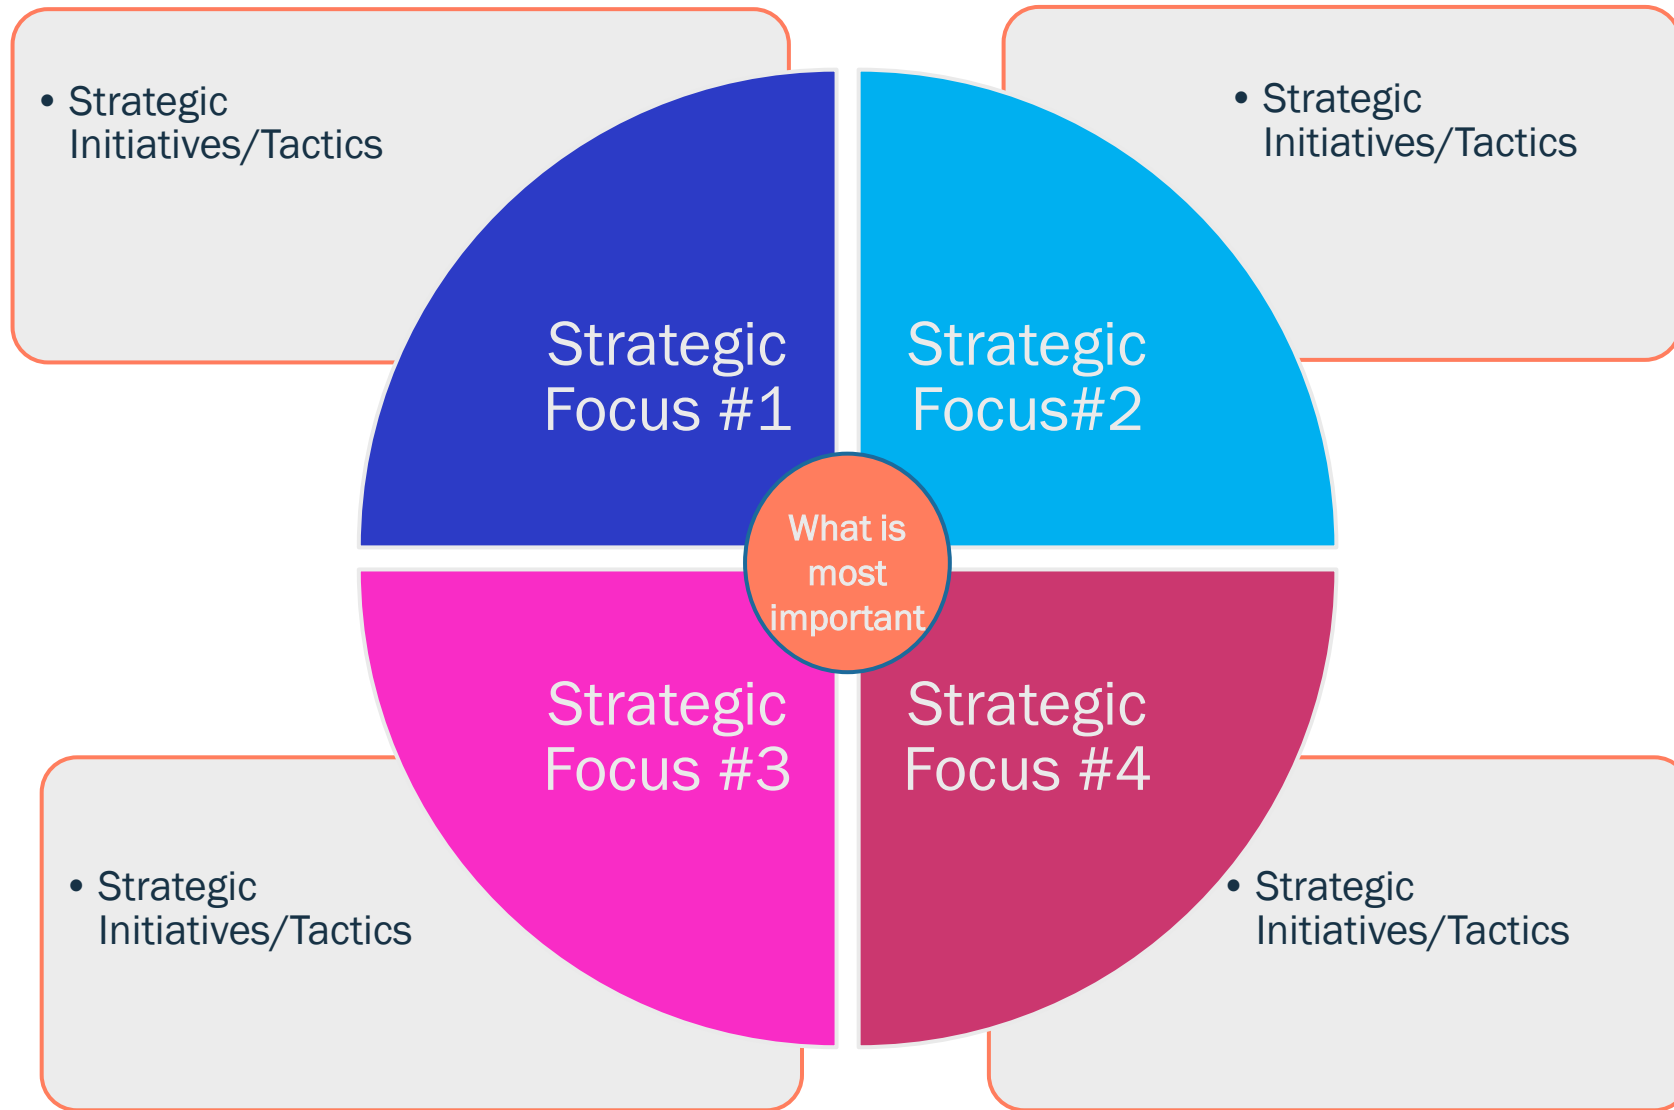 • Strategic
Initiatives/Tactics
• Strategic
Initiatives/Tactics
Strategic
Focus #1
Strategic
Focus#2
What is
most
important
Strategic
Focus #3
Strategic
Focus #4
• Strategic
Initiatives/Tactics
• Strategic
Initiatives/Tactics